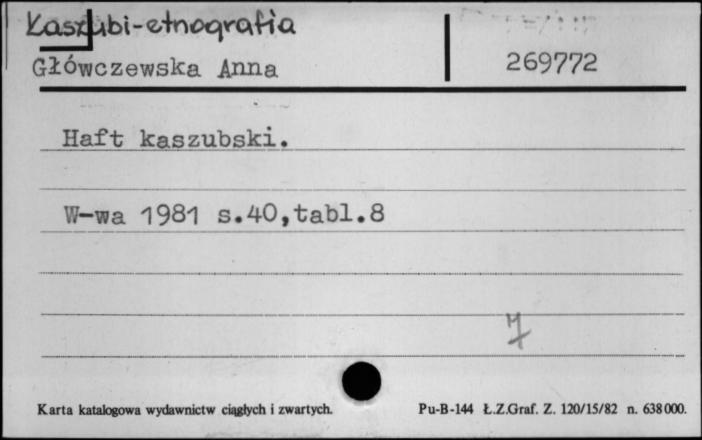 Kaszubi-etnografia
Główczewska Anna 269772
Haft kaszubski.
W-wa 1981 s.40,tabl.8
Karta katalogowa wydawnictw ciągłych i zwartych. Pu-B-144 Ł.Z.Graf. Z. 120/15/82 n. 638000.